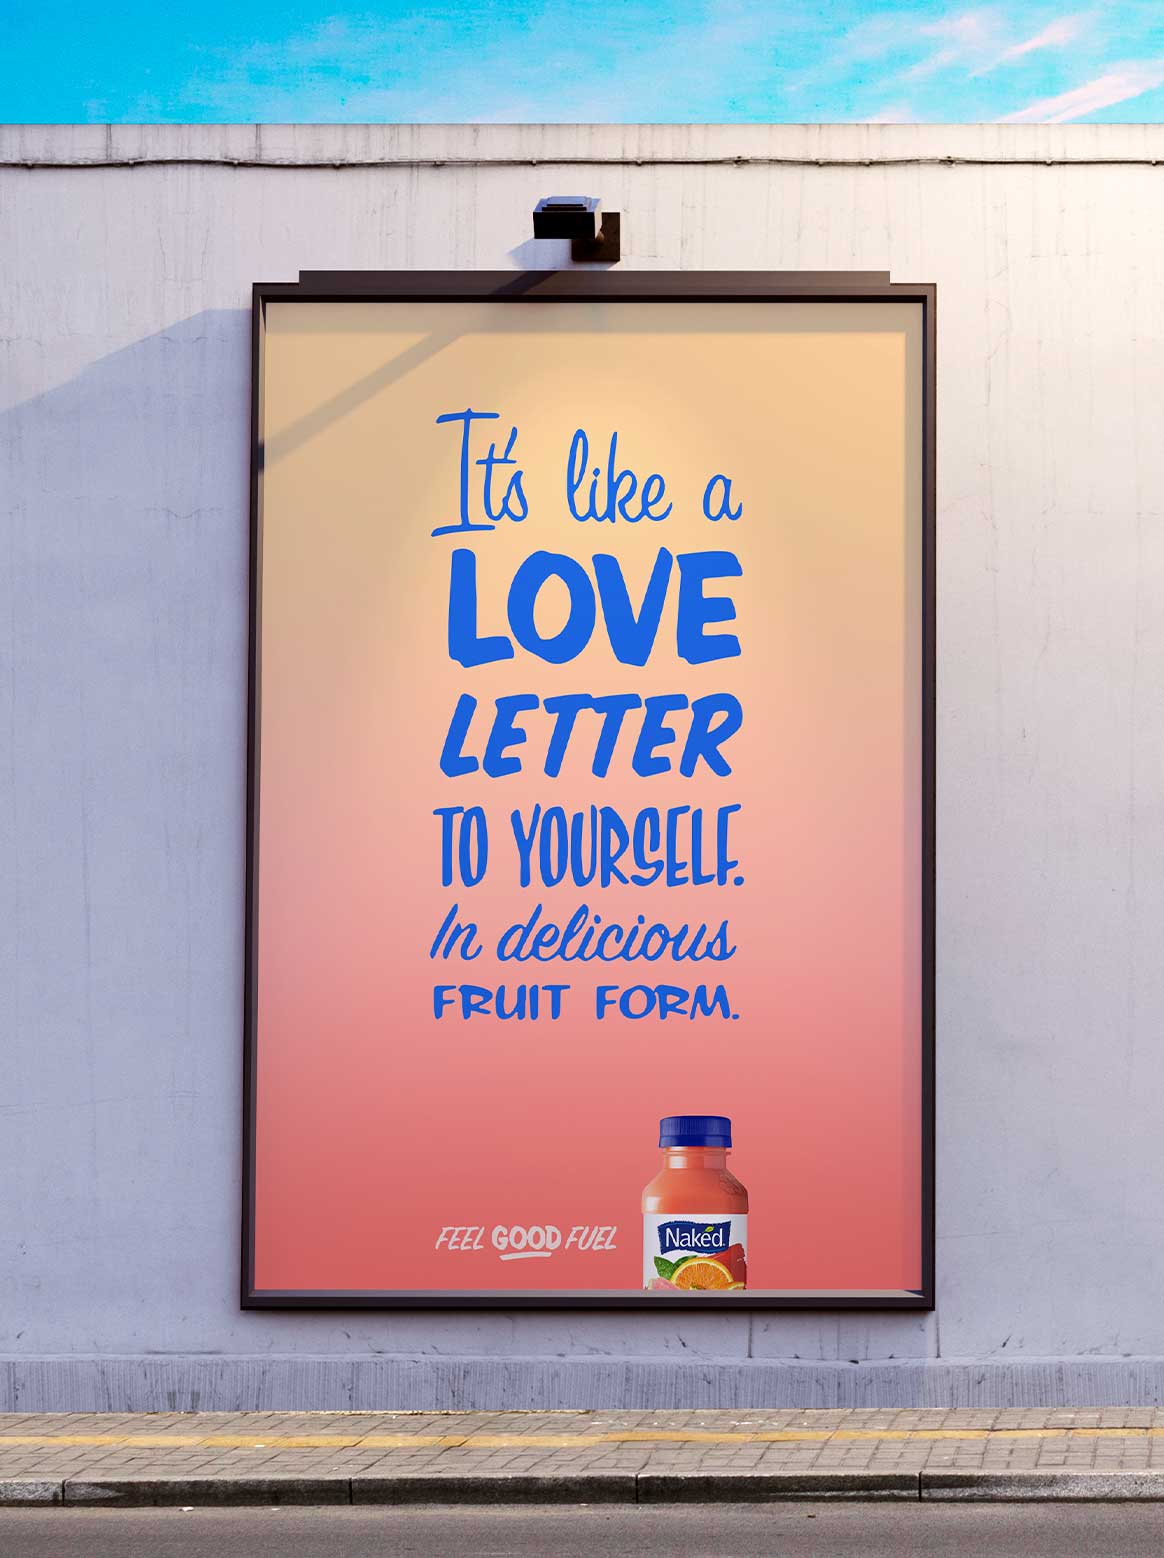 It's like a
LOVE
LETTER
TO YOURSELF.
In delicious
FRUIT FORM.
FEEL GOOD FUEL
Naked